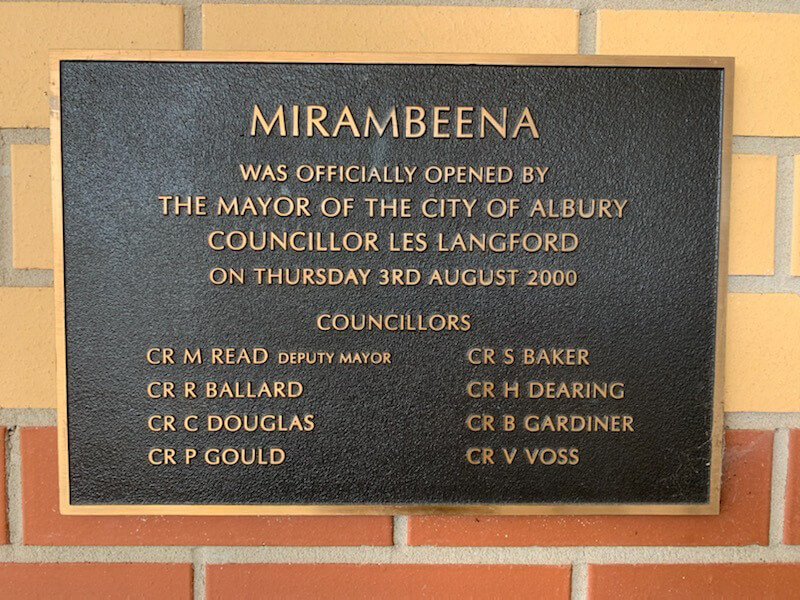 MIRAMBEENA
WAS OFFICIALLY OPENED BY
THE MAYOR OF THE CITY OF ALBURY
COUNCILLOR LES LANGFORD
ON THURSDAY 3RD AUGUST 2000
COUNCILLORS
CR M READ DEPUTY MAYOR
CR R BALLARD
CR C DOUGLAS
CR P GOULD
CR S BAKER
CR H DEARING
CR B GARDINER
CR V VOSS